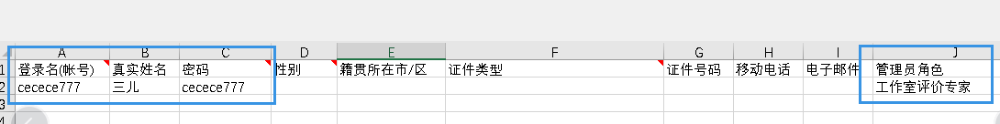 A B C D E F G H I J
1 登录名(帐号) 真实姓名 密码 性别 籍贯所在市/区 证件类型 证件号码 移动电话 电子邮件 管理员角色
2 cecece777 三儿 cecece777 工作室评价专家
3